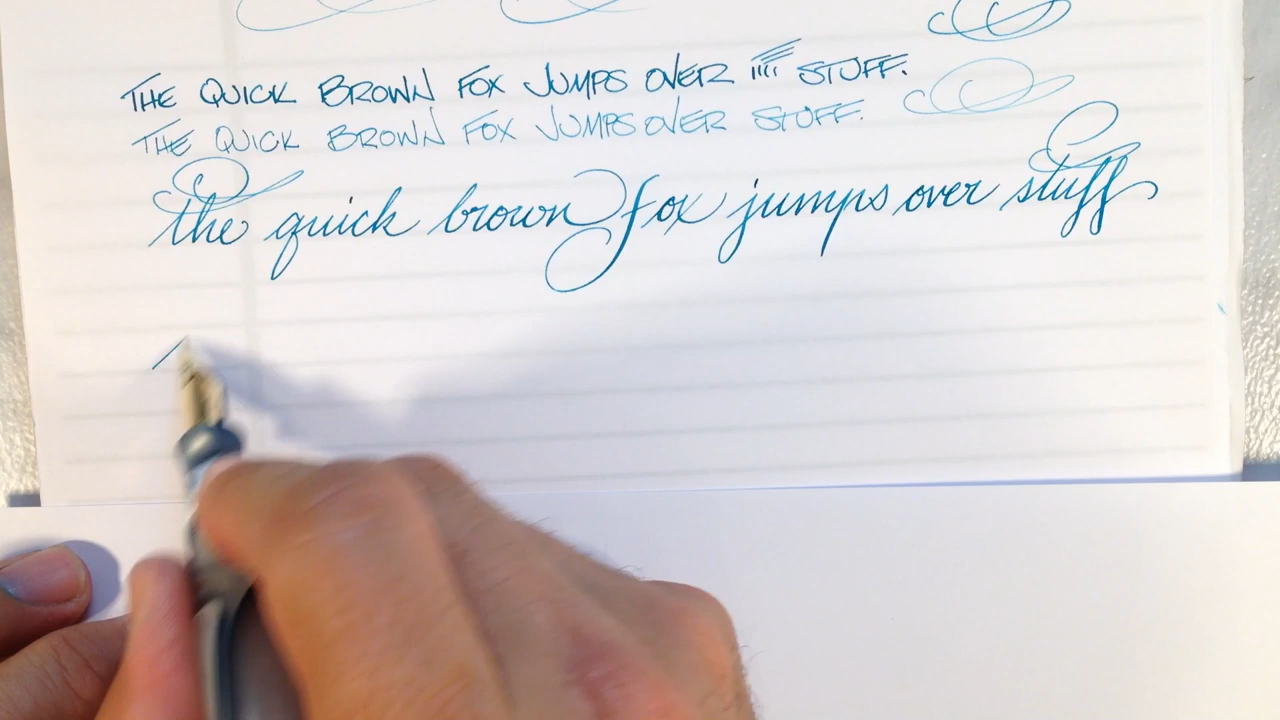 THE QUICK BROWN FOX JUMPS OVER STUFF.
THE QUICK BROWN FOX JUMPS OVER STUFF.
the quick brown fox jumps over stuff